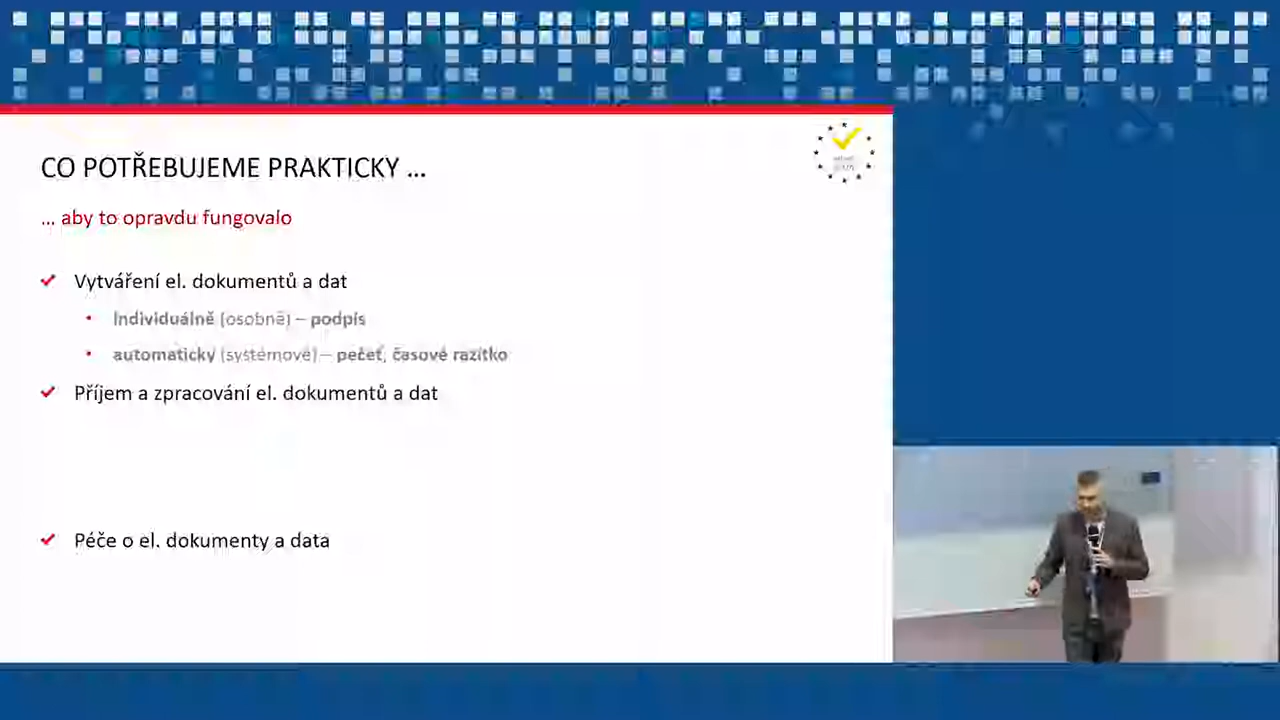 CO POTŘEBUJEME PRAKTICKY ...
... aby to opravdu fungovalo
Vytváření el. dokumentů a dat
Individuálně (osobně) – podpis
automaticky (systémově) – pečeť, časové razítko
Příjem a zpracování el. dokumentů a dat
Péče o el. dokumenty a data